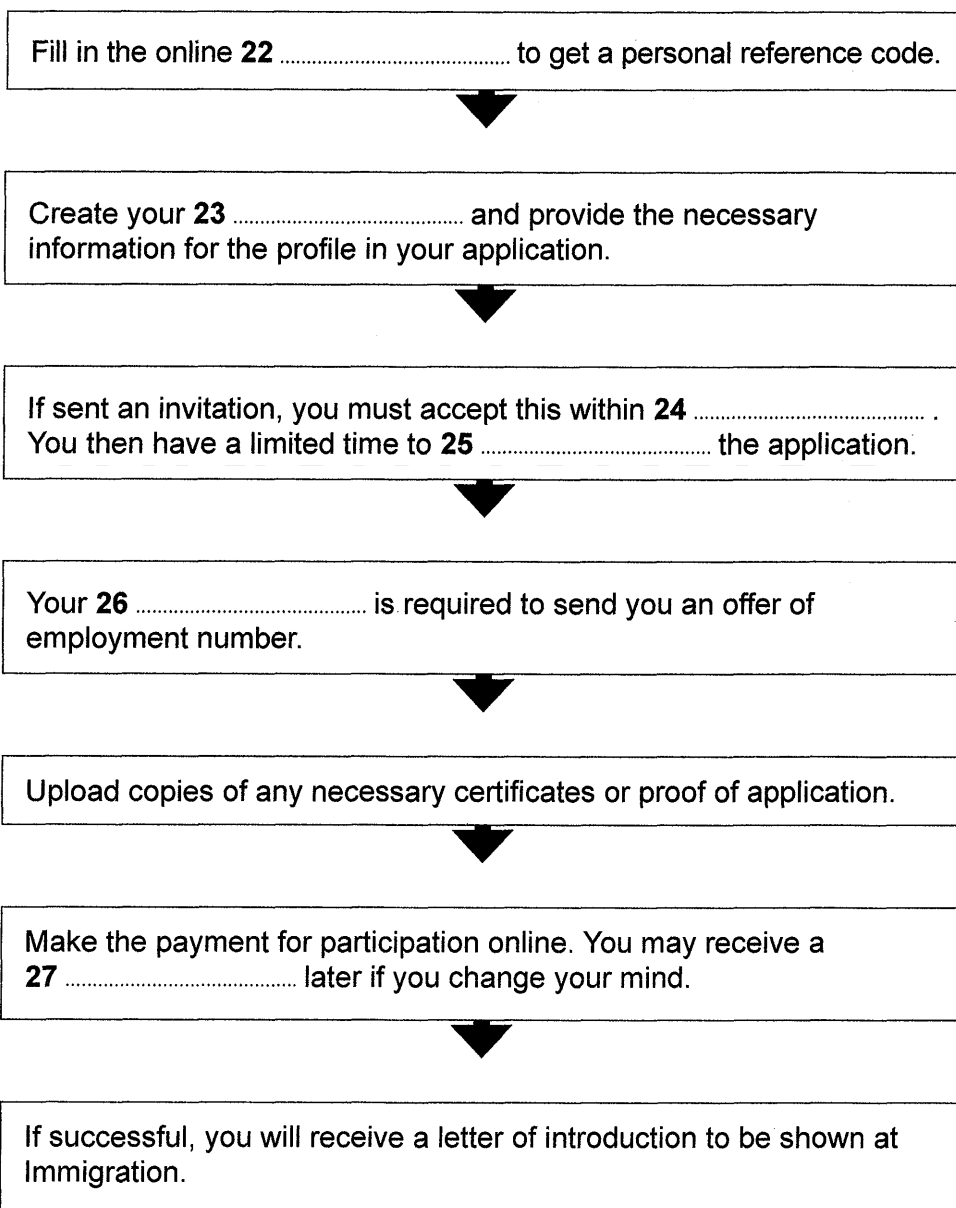 Fill in the online 22 ........................................ to get a personal reference code.
Create your 23 ........................................ and provide the necessary
information for the profile in your application.
If sent an invitation, you must accept this within 24 ........................................ .
You then have a limited time to 25 ........................................ the application.
Your 26 ........................................ is required to send you an offer of
employment number.
Upload copies of any necessary certificates or proof of application.
Make the payment for participation online. You may receive a
27 ........................................ later if you change your mind.
If successful, you will receive a letter of introduction to be shown at
Immigration.